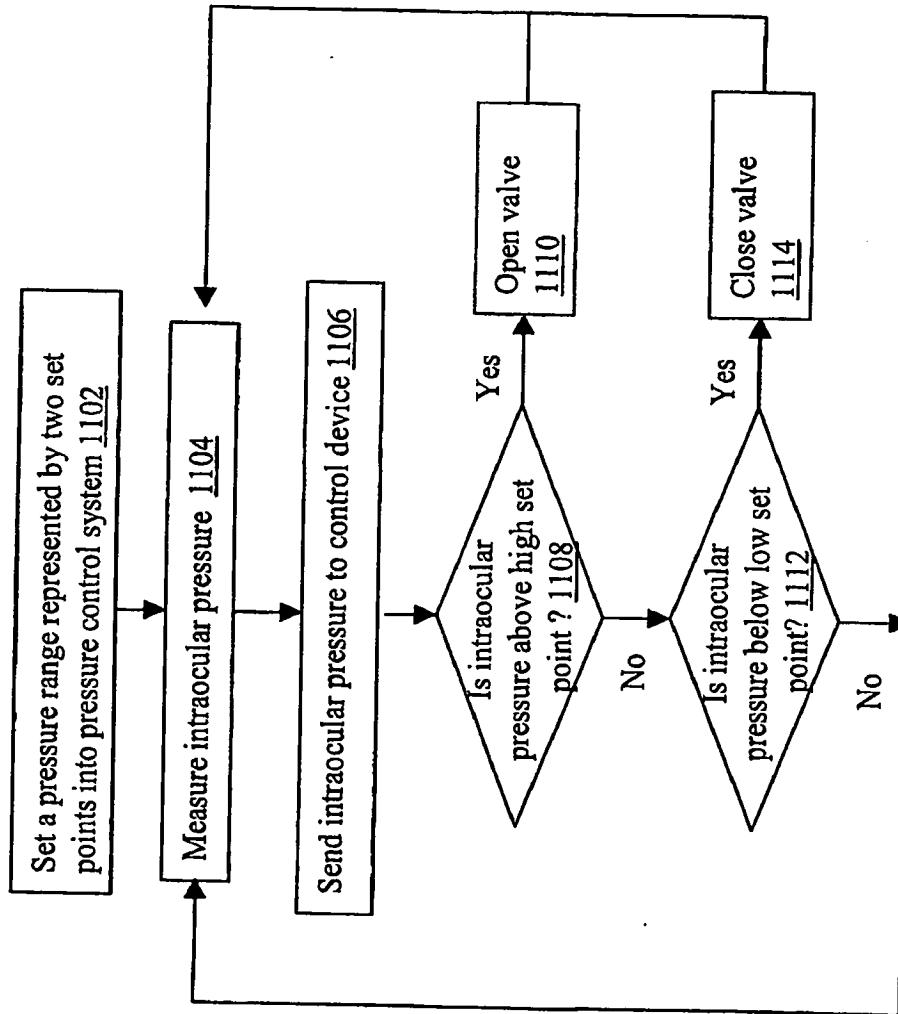 Set a pressure range represented by two set
points into pressure control system 1102
Measure intraocular pressure 1104
Send intraocular pressure to control device 1106
Is intraocular
pressure above high set
point ? 1108
Yes
Open valve
1110
No
Is intraocular
pressure below low set
point? 1112
Yes
Close valve
1114
No